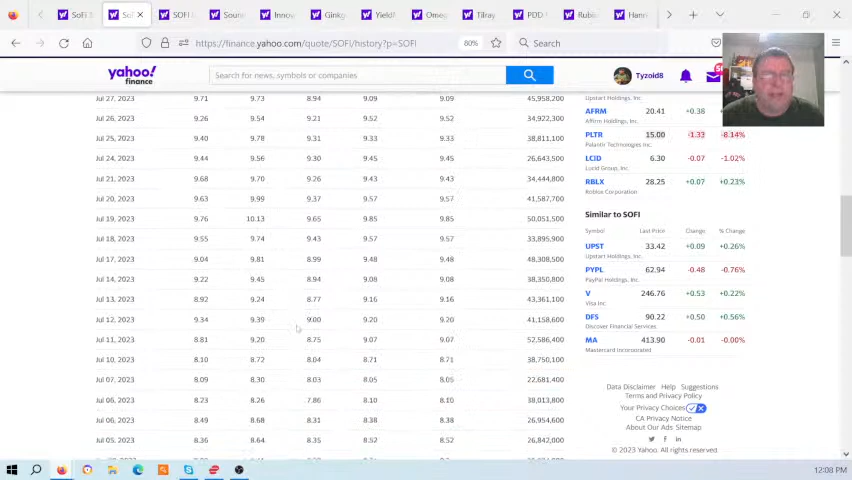 SoFi
SoF
SOFI
Soun
Innov
Ginkg
Yield
Ome
Tilray
PDD
Rubiu
Han
https://finance.yahoo.com/quote/SOFI/history?p=SOFI
80%
Search
yahoo!
finance
Search for news, symbols or companies
Tyzoid8
Jul 27, 2023 9.71 9.73 8.94 9.09 9.09 45,958,200
Jul 26, 2023 9.26 9.54 9.21 9.52 9.52 34,922,300
Jul 25, 2023 9.40 9.78 9.31 9.33 9.33 38,811,100
Jul 24, 2023 9.44 9.56 9.30 9.45 9.45 26,643,500
Jul 21, 2023 9.68 9.70 9.26 9.43 9.43 34,444,800
Jul 20, 2023 9.63 9.99 9.37 9.57 9.57 41,587,700
Jul 19, 2023 9.76 10.13 9.65 9.85 9.85 50,051,500
Jul 18, 2023 9.55 9.74 9.43 9.57 9.57 33,895,900
Jul 17, 2023 9.04 9.81 8.99 9.48 9.48 48,308,500
Jul 14, 2023 9.22 9.45 8.94 9.08 9.08 38,350,800
Jul 13, 2023 8.92 9.24 8.77 9.16 9.16 43,361,100
Jul 12, 2023 9.34 9.39 9.00 9.20 9.20 41,158,600
Jul 11, 2023 8.81 9.20 8.75 9.07 9.07 52,586,400
Jul 10, 2023 8.10 8.72 8.04 8.71 8.71 38,750,100
Jul 07, 2023 8.09 8.30 8.03 8.05 8.05 22,681,400
Jul 06, 2023 8.23 8.26 7.86 8.10 8.10 38,013,800
Jul 05, 2023 8.49 8.68 8.31 8.38 8.38 26,954,600
8.36 8.64 8.35 8.52 8.52 26,842,000
Upstart Holdings, Inc.
AFRM 20.41 +0.38
Affirm Holdings, Inc.
PLTR 15.00 -1.33 -8.14%
Palantir Technologies Inc.
LCID 6.30 -0.07 -1.02%
Lucid Group, Inc.
RBLX 28.25 +0.07 +0.23%
Roblox Corporation
Similar to SOFI
Symbol Last Price Change % Change
UPST 33.42 +0.09 +0.26%
Upstart Holdings, Inc.
PYPL 62.94 -0.48 -0.76%
PayPal Holdings, Inc.
V 246.76 +0.53 +0.22%
Visa Inc.
DFS 90.22 +0.50 +0.56%
Discover Financial Services
MA 413.90 -0.01 -0.00%
Mastercard Incorporated
Data Disclaimer Help Suggestions
Terms and Privacy Policy
Your Privacy Choices
CA Privacy Notice
About Our Ads Sitemap
© 2023 Yahoo. All rights reserved.
12:08 PM